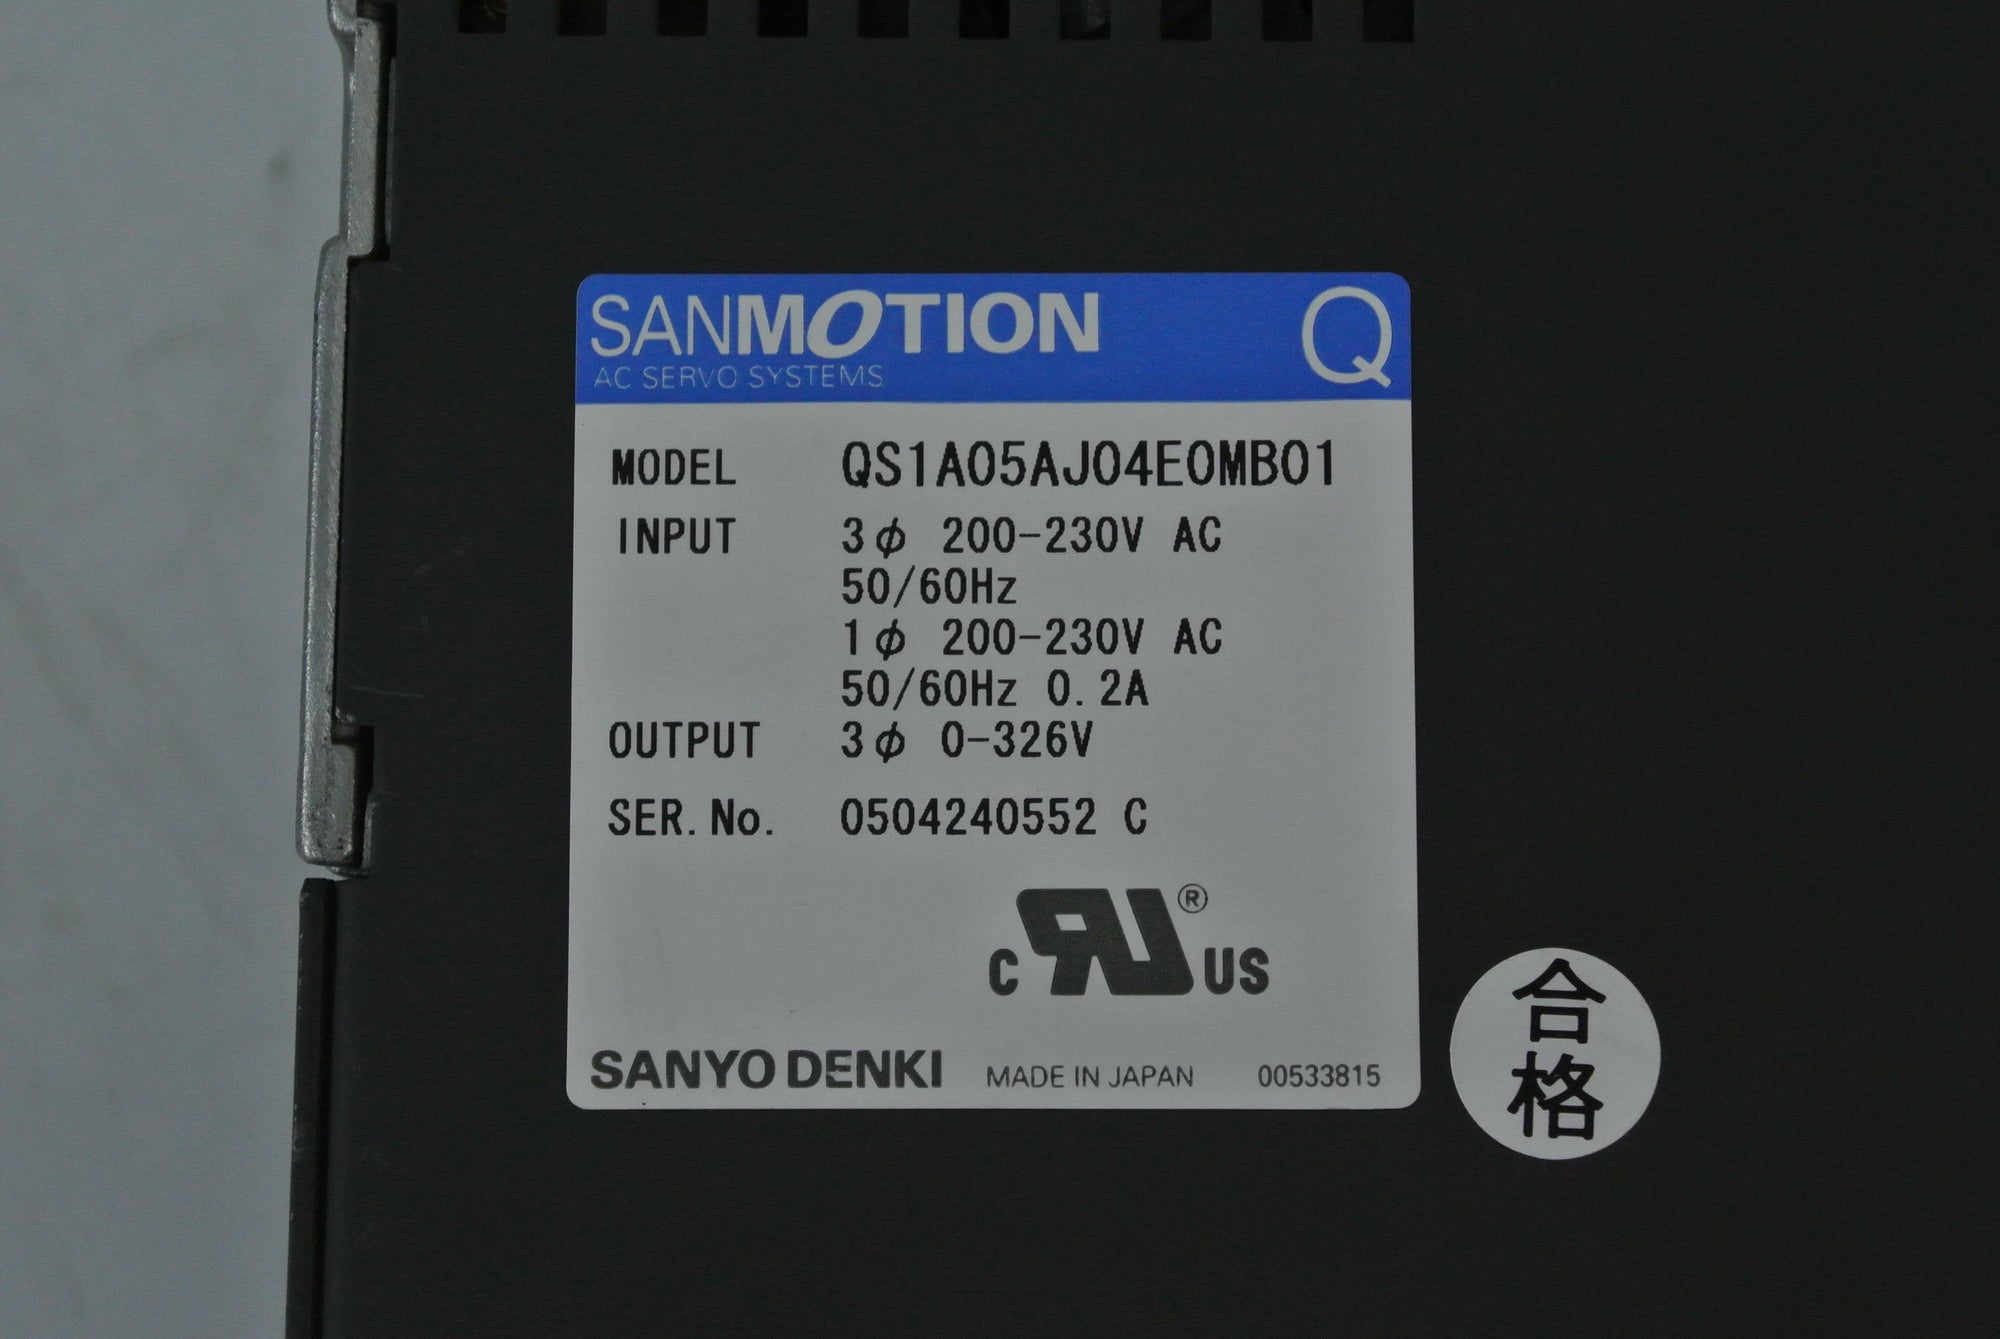 SANMOTION Q
AC SERVO SYSTEMS
MODEL QS1A05AJ04E0MB01
INPUT 3φ 200-230V AC
50/60Hz
1φ 200-230V AC
50/60Hz 0.2A
OUTPUT 3φ 0-326V
SER.No. 0504240552 C
c RU ® US
SANYO DENKI MADE IN JAPAN 00533815
合
格